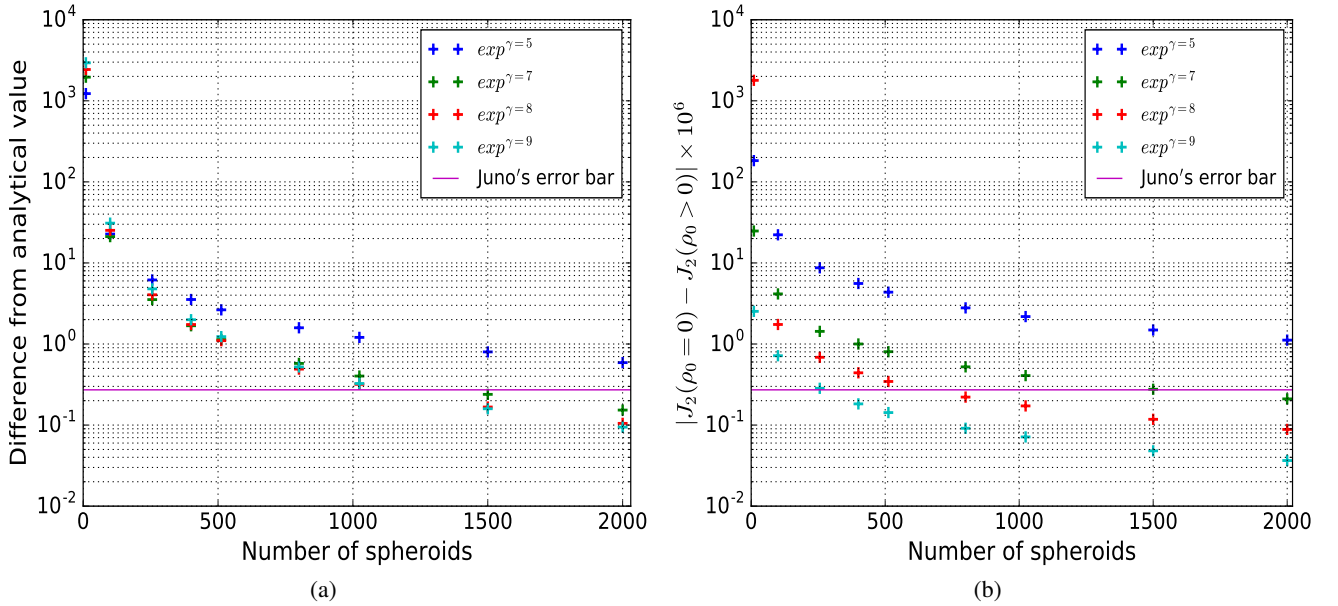 10^4
10^3
10^2
10^1
10^0
10^-1
10^-2
Difference from analytical value
exp^γ=5
exp^γ=7
exp^γ=8
exp^γ=9
Juno's error bar
0 500 1000 1500 2000
Number of spheroids
(a)
10^4
10^3
10^2
10^1
10^0
10^-1
10^-2
|J_2(ρ_0 = 0) − J_2(ρ_0 > 0)| × 10^6
exp^γ=5
exp^γ=7
exp^γ=8
exp^γ=9
Juno's error bar
0 500 1000 1500 2000
Number of spheroids
(b)